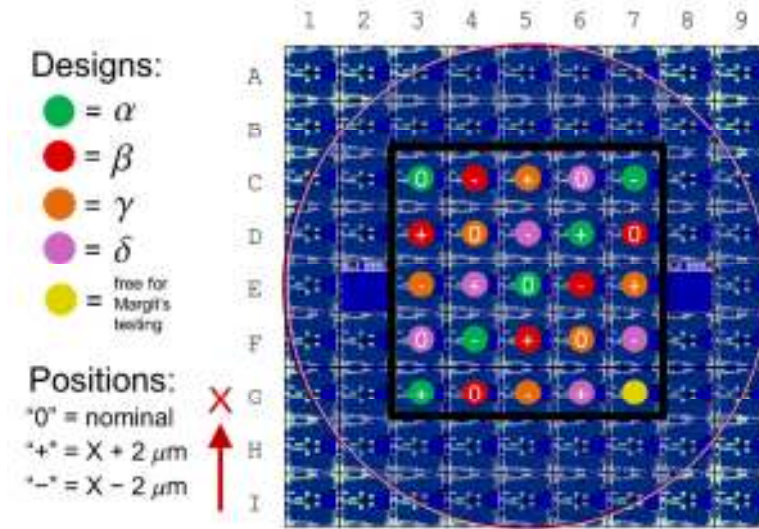 1 2 3 4 5 6 7 8 9
Designs:
= α
= β
= γ
= δ
= free for
Margit's
testing
Positions:
"0" = nominal
"+" = X + 2 μm
"−" = X − 2 μm
X
A
B
C 0 - + 0 -
D + 0 - + 0
E - + 0 - +
F 0 - + 0 -
G + 0 - +
H
I